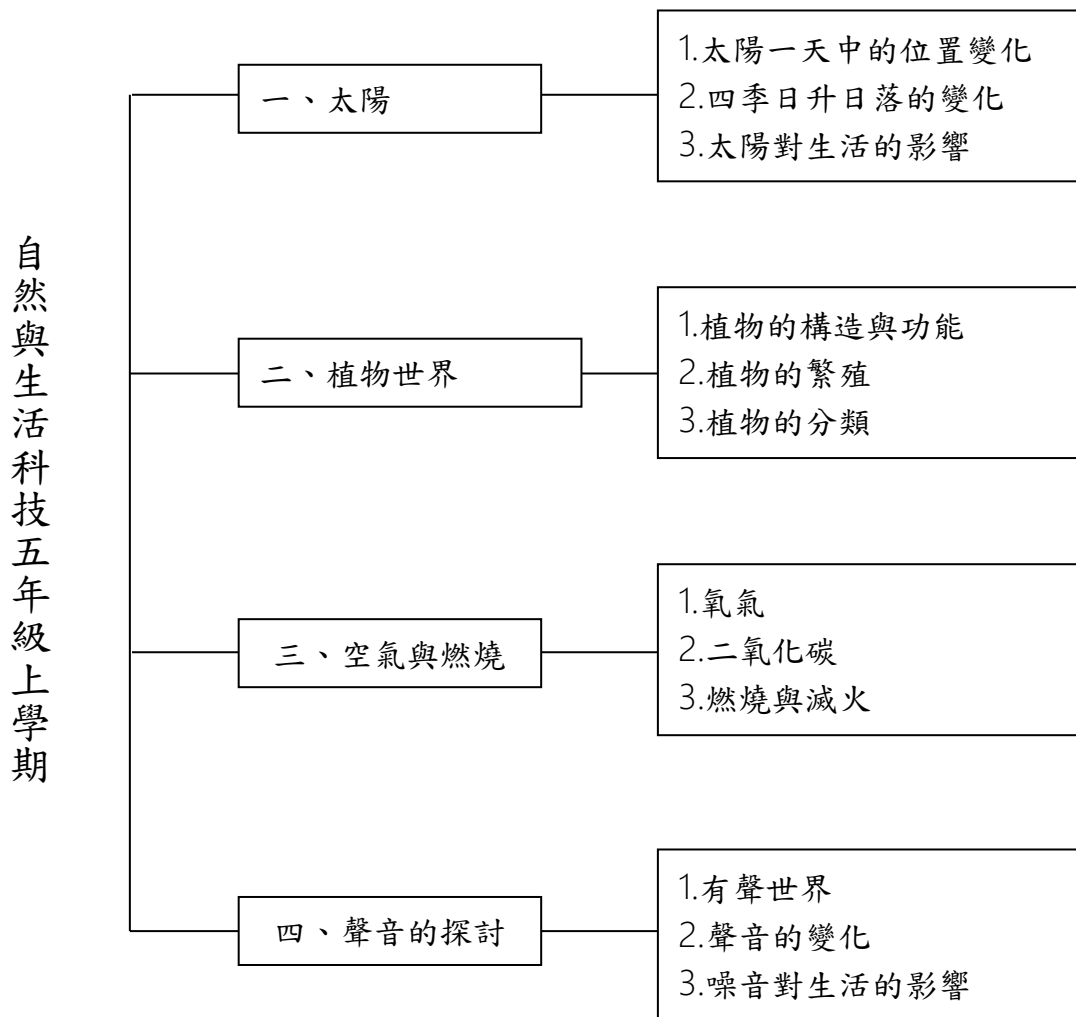 自然與生活科技五年級上學期
一、太陽
1.太陽一天中的位置變化
2.四季日升日落的變化
3.太陽對生活的影響
二、植物世界
1.植物的構造與功能
2.植物的繁殖
3.植物的分類
三、空氣與燃燒
1.氧氣
2.二氧化碳
3.燃燒與滅火
四、聲音的探討
1.有聲世界
2.聲音的變化
3.噪音對生活的影響